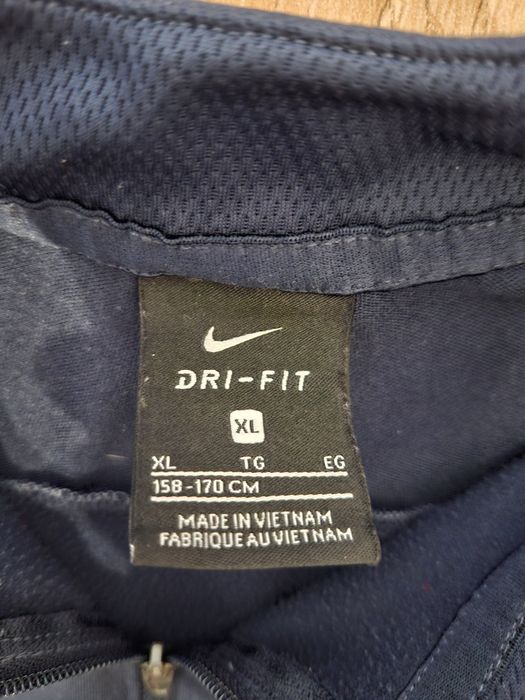 DRI-FIT
XL
XL TG EG
158-170 CM
MADE IN VIETNAM
FABRIQUE AU VIETNAM